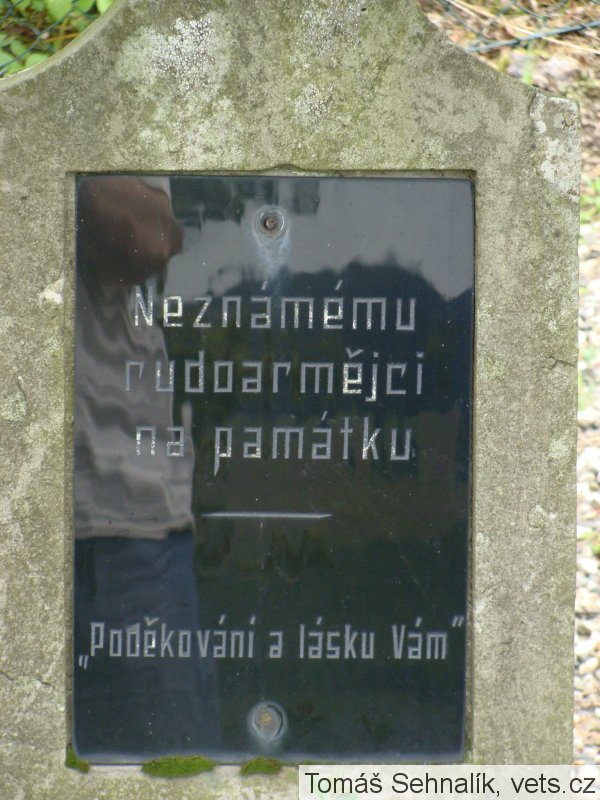 Neznámému
rudoarmějci
na památku
„Poděkování a lásku Vám"
Tomáš Sehnalík, vets.cz